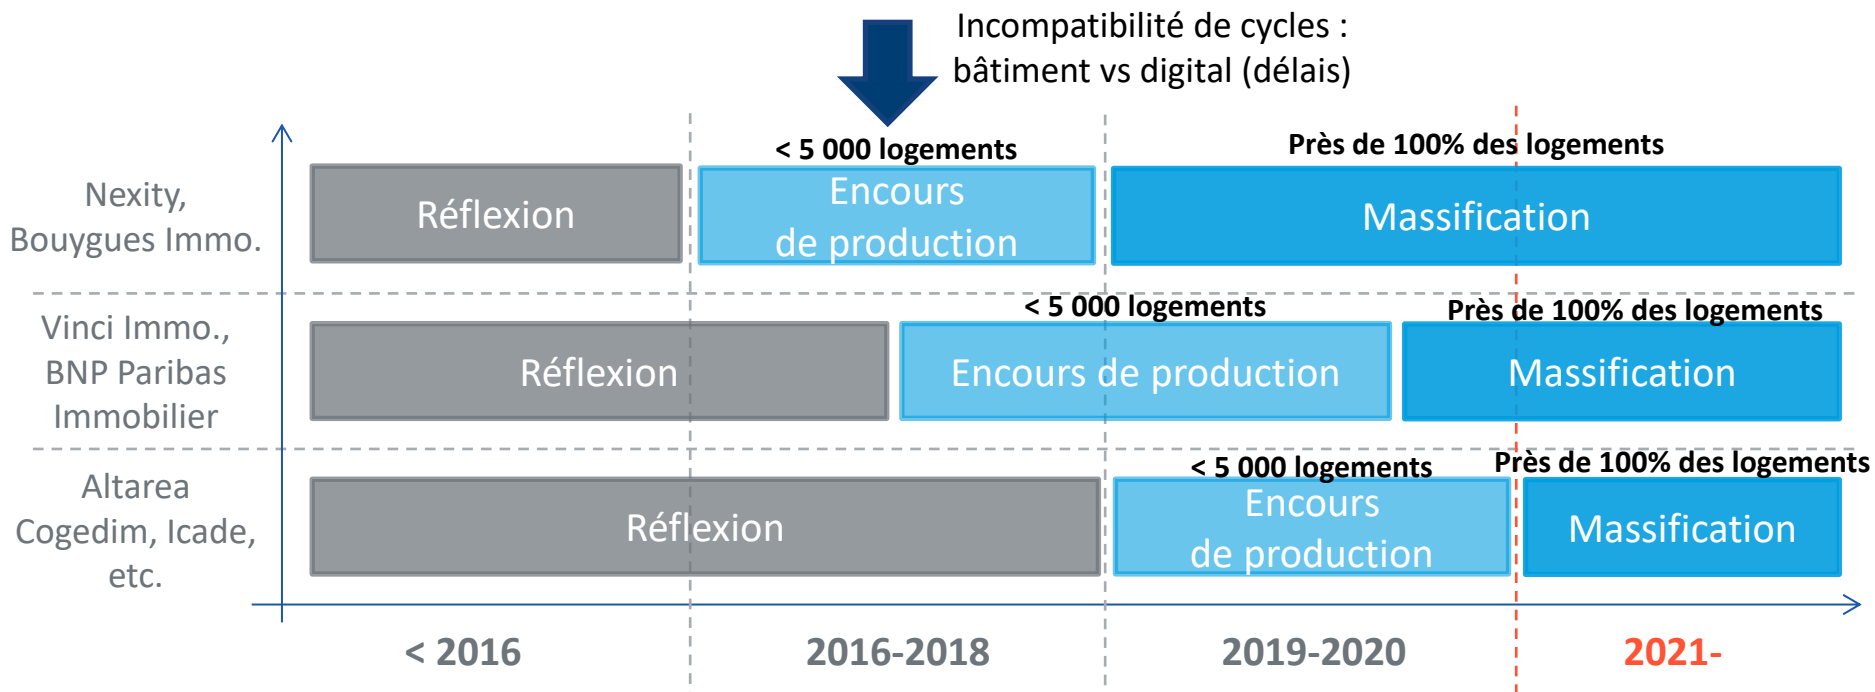 Incompatibilité de cycles :
bâtiment vs digital (délais)
< 5 000 logements
Près de 100% des logements
Nexity,
Bouygues Immo.
Réflexion
Encours
de production
Massification
< 5 000 logements
Près de 100% des logements
Vinci Immo.,
BNP Paribas
Immobilier
Réflexion
Encours de production
Massification
< 5 000 logements
Près de 100% des logements
Altarea
Cogedim, Icade,
etc.
Réflexion
Encours
de production
Massification
< 2016
2016-2018
2019-2020
2021-